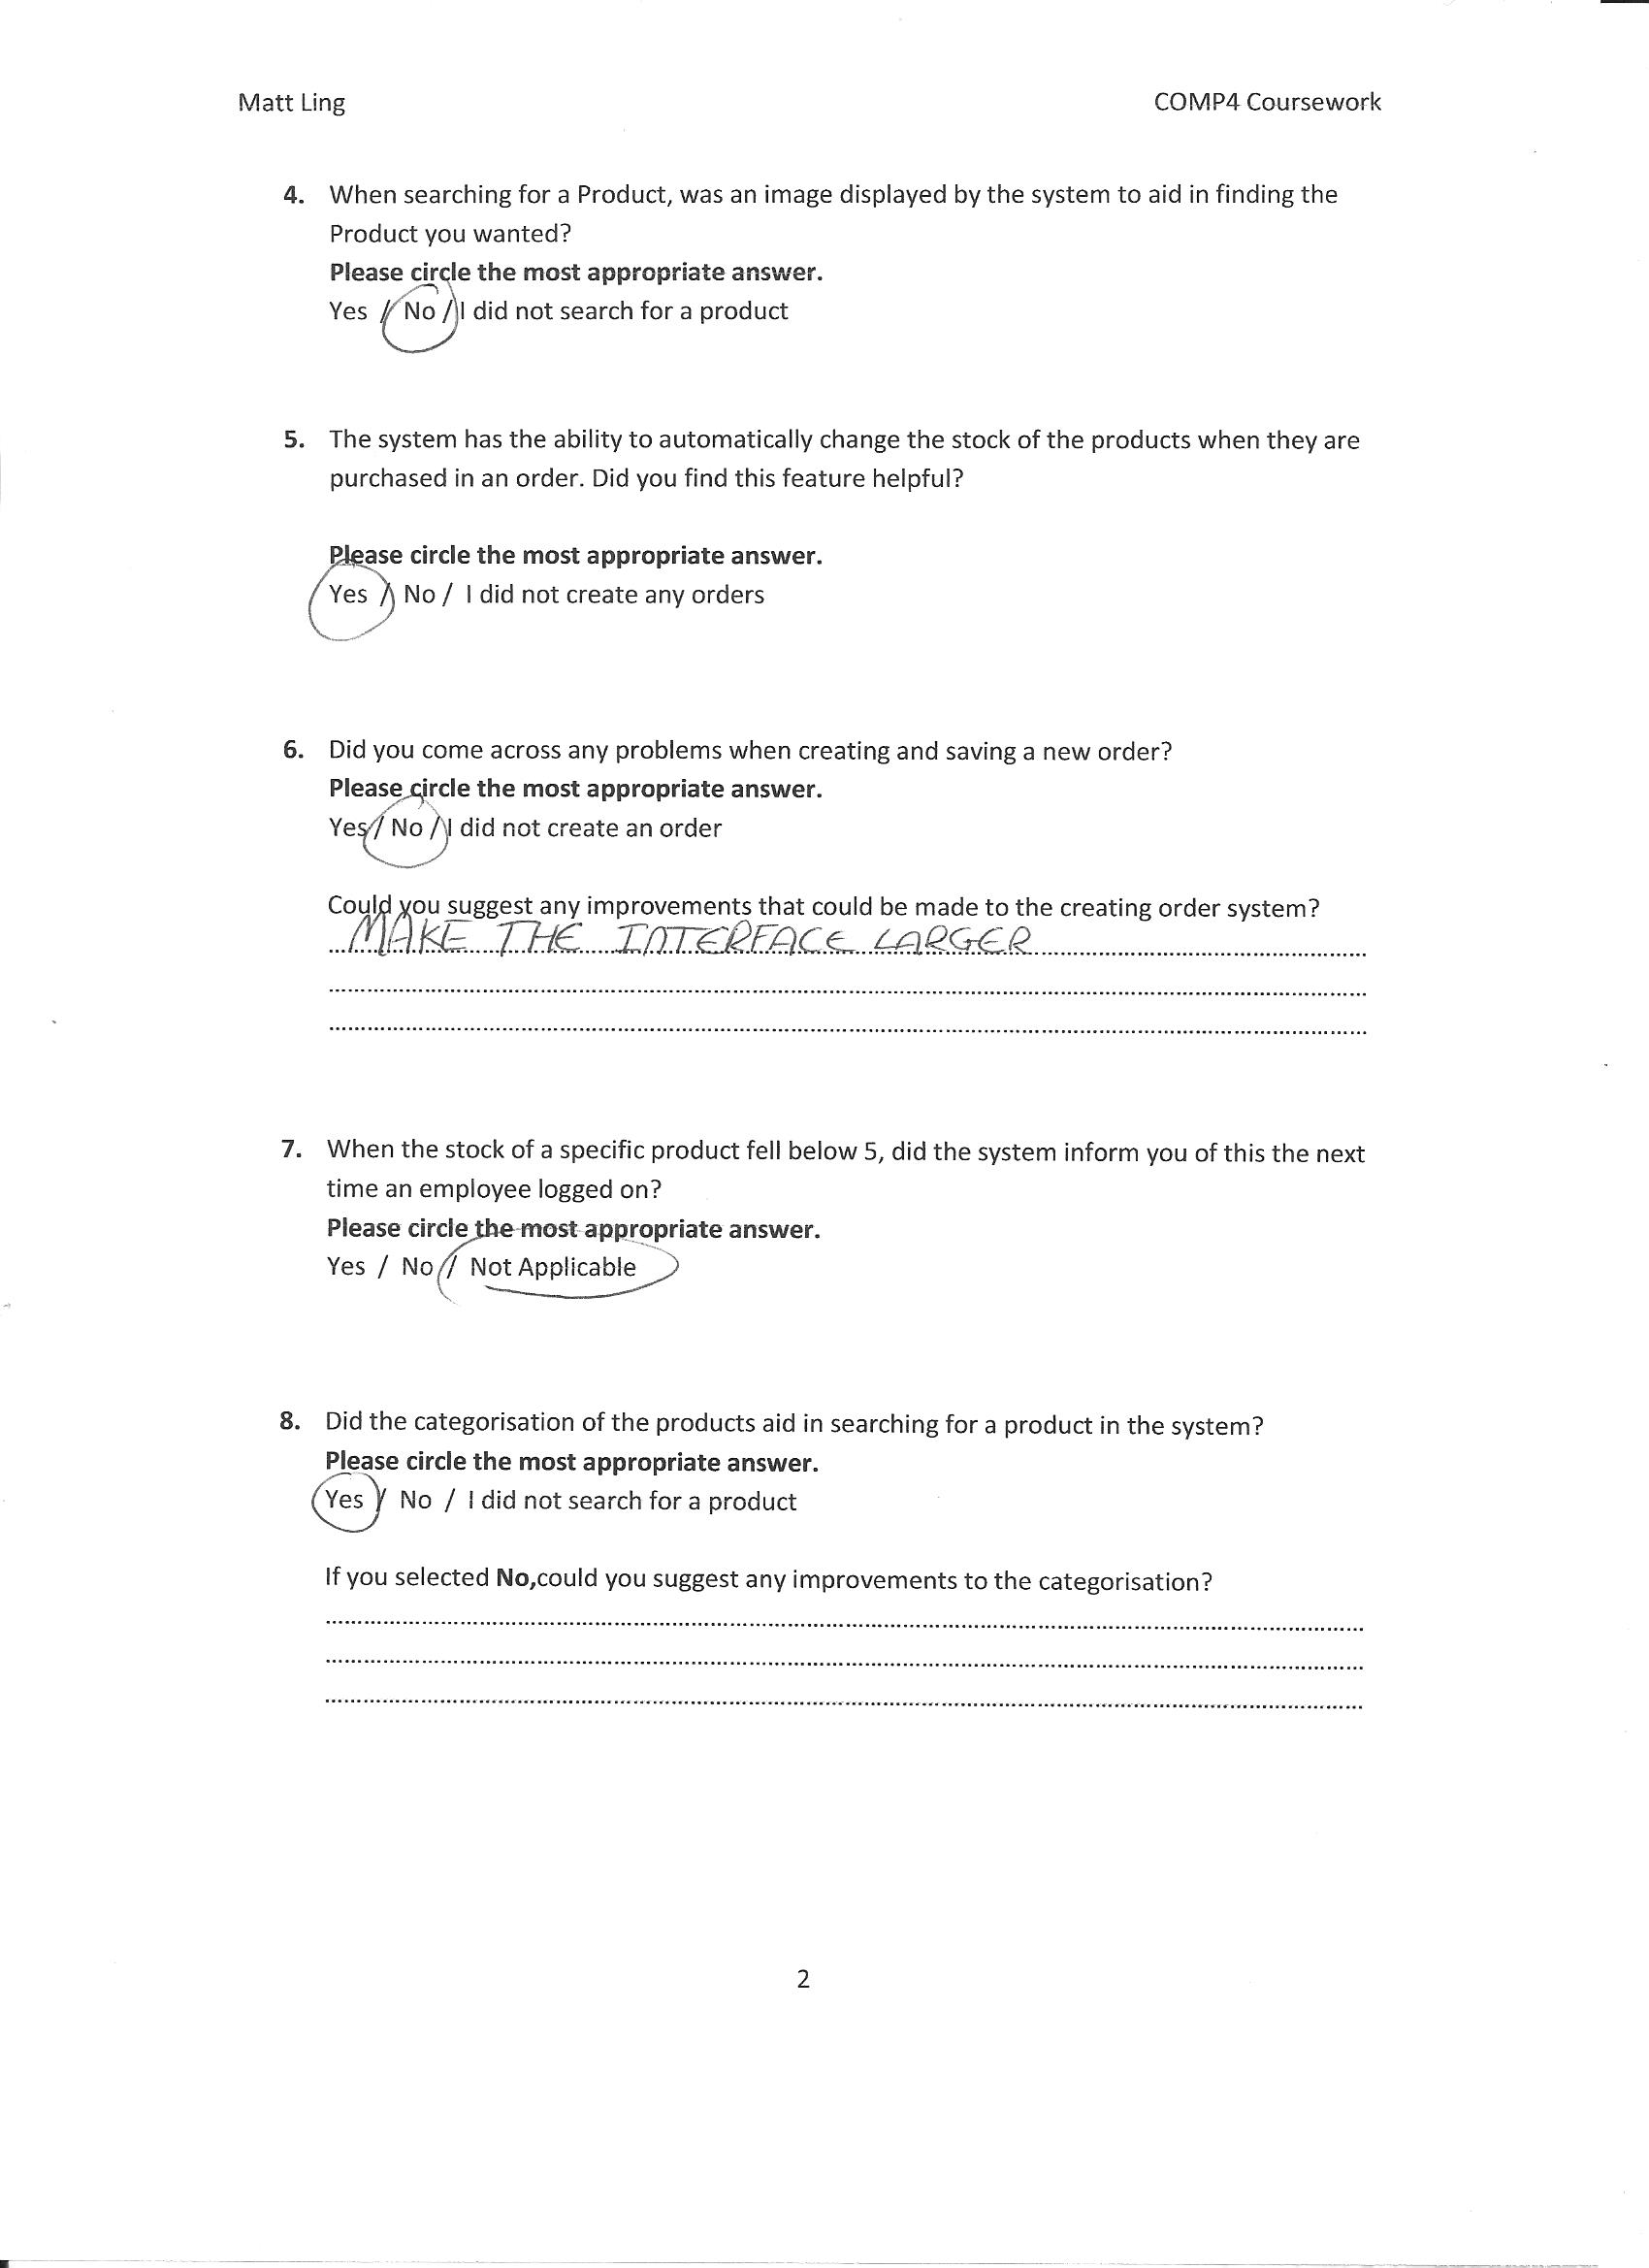 Matt Ling
COMP4 Coursework
4. When searching for a Product, was an image displayed by the system to aid in finding the
Product you wanted?
Please circle the most appropriate answer.
Yes / No / I did not search for a product
5. The system has the ability to automatically change the stock of the products when they are
purchased in an order. Did you find this feature helpful?
Please circle the most appropriate answer.
Yes / No / I did not create any orders
6. Did you come across any problems when creating and saving a new order?
Please circle the most appropriate answer.
Yes / No / I did not create an order
Could you suggest any improvements that could be made to the creating order system?
MAKE THE INTERFACE LARGER
7. When the stock of a specific product fell below 5, did the system inform you of this the next
time an employee logged on?
Please circle the most appropriate answer.
Yes / No / Not Applicable
8. Did the categorisation of the products aid in searching for a product in the system?
Please circle the most appropriate answer.
Yes / No / I did not search for a product
If you selected No,could you suggest any improvements to the categorisation?
2